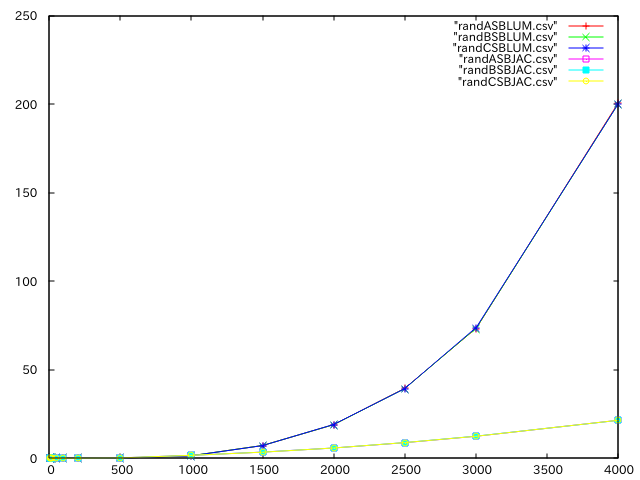 250
200
150
100
50
0
"randASBLUM.csv"
"randBSBLUM.csv"
"randCSBLUM.csv"
"randASBJAC.csv"
"randBSBJAC.csv"
"randCSBJAC.csv"
0 500 1000 1500 2000 2500 3000 3500 4000